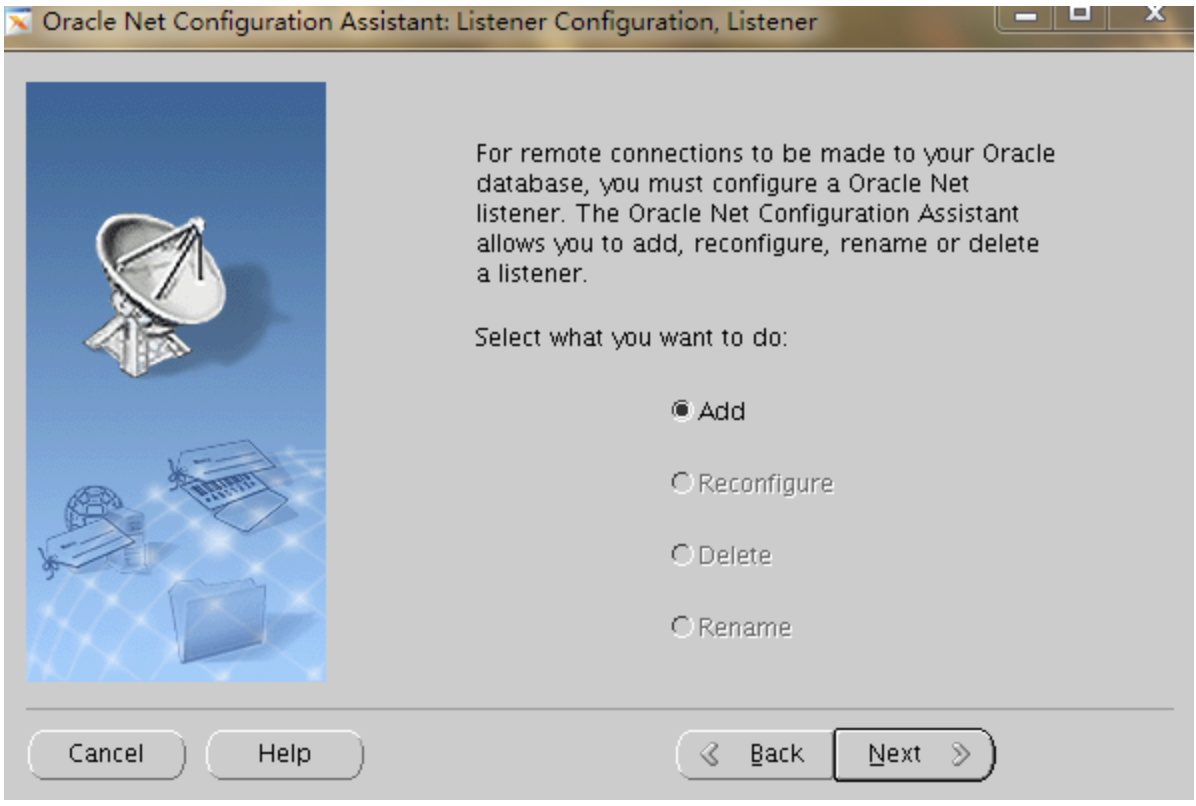 Oracle Net Configuration Assistant: Listener Configuration, Listener
For remote connections to be made to your Oracle
database, you must configure a Oracle Net
listener. The Oracle Net Configuration Assistant
allows you to add, reconfigure, rename or delete
a listener.
Select what you want to do:
Add
Reconfigure
Delete
Rename
Cancel
Help
Back
Next